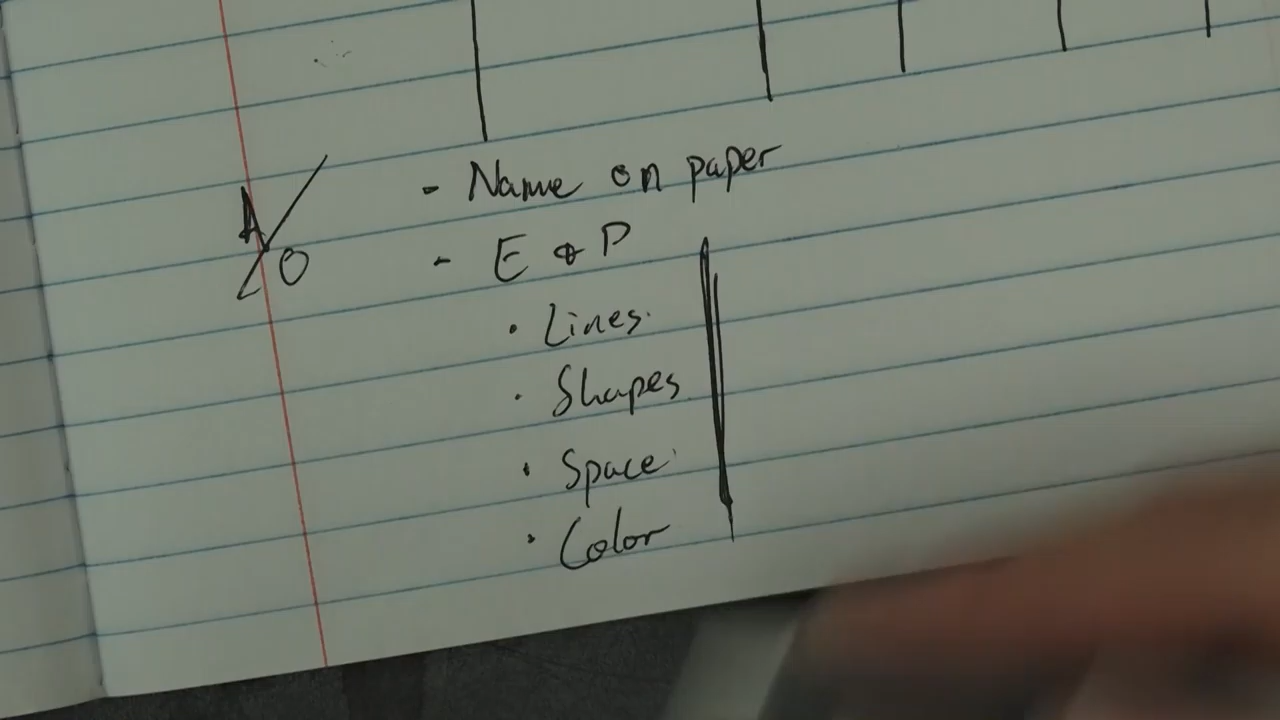 A/O
- Name on paper
- E & P
• Lines.
• Shapes
• Space
• Color